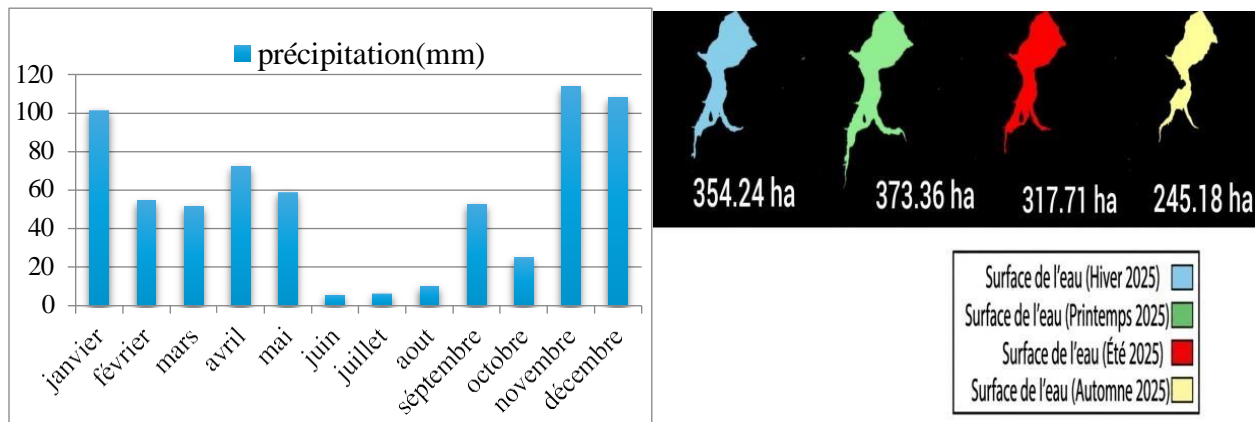 précipitation(mm)
120
100
80
60
40
20
0
janvier
février
mars
avril
mai
juin
juillet
aout
séptembre
octobre
novembre
décembre
354.24 ha
373.36 ha
317.71 ha
245.18 ha
Surface de l'eau (Hiver 2025)
Surface de l'eau (Printemps 2025)
Surface de l'eau (Été 2025)
Surface de l'eau (Automne 2025)